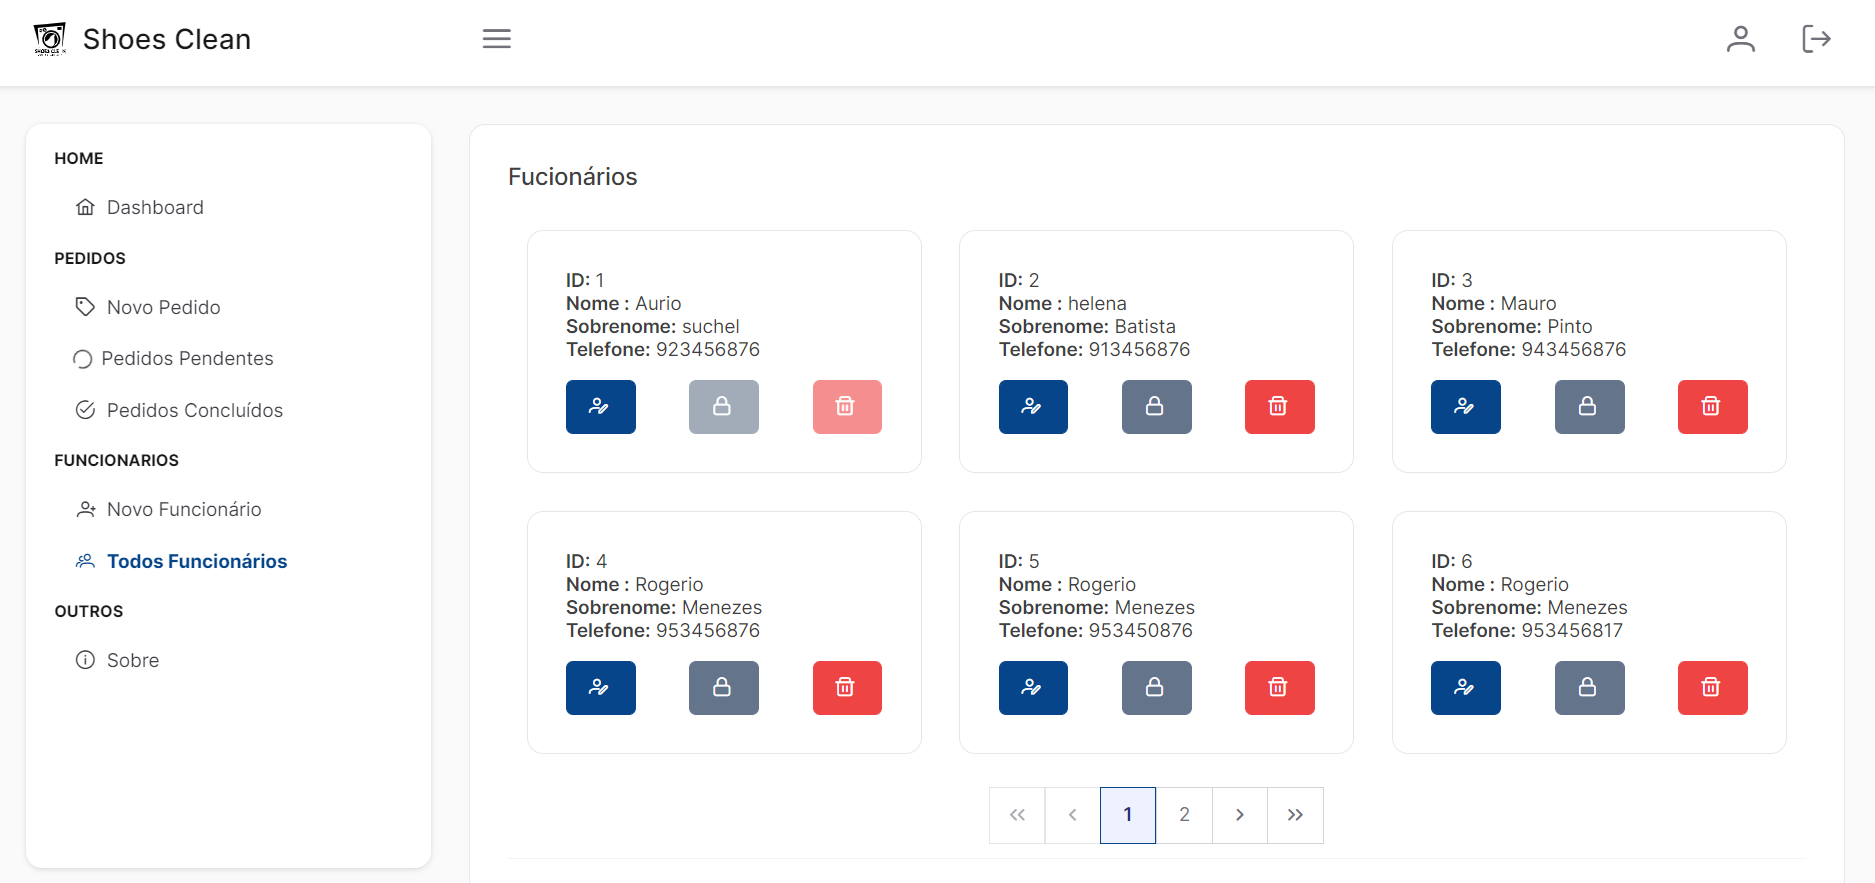 SHOES CLEAN
Shoes Clean
HOME
Dashboard
PEDIDOS
Novo Pedido
Pedidos Pendentes
Pedidos Concluídos
FUNCIONARIOS
Novo Funcionário
Todos Funcionários
OUTROS
Sobre
Fucionários
ID: 1
Nome : Aurio
Sobrenome: suchel
Telefone: 923456876
ID: 2
Nome : helena
Sobrenome: Batista
Telefone: 913456876
ID: 3
Nome : Mauro
Sobrenome: Pinto
Telefone: 943456876
ID: 4
Nome : Rogerio
Sobrenome: Menezes
Telefone: 953456876
ID: 5
Nome : Rogerio
Sobrenome: Menezes
Telefone: 953450876
ID: 6
Nome : Rogerio
Sobrenome: Menezes
Telefone: 953456817
1 2